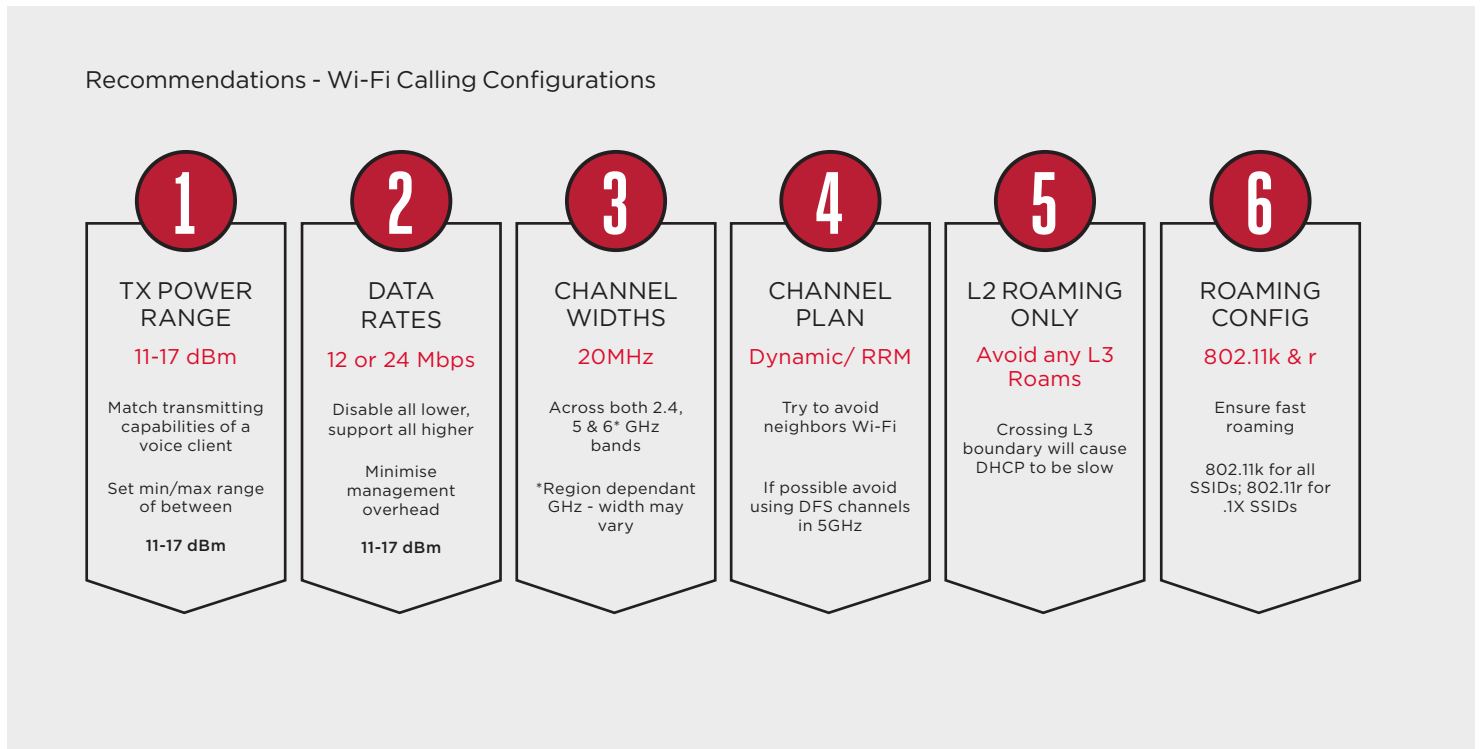 Recommendations - Wi-Fi Calling Configurations
1
TX POWER
RANGE
11-17 dBm
Match transmitting
capabilities of a
voice client
Set min/max range
of between
11-17 dBm
2
DATA
RATES
12 or 24 Mbps
Disable all lower,
support all higher
Minimise
management
overhead
11-17 dBm
3
CHANNEL
WIDTHS
20MHz
Across both 2.4,
5 & 6* GHz
bands
*Region dependant
GHz - width may
vary
4
CHANNEL
PLAN
Dynamic/ RRM
Try to avoid
neighbors Wi-Fi
If possible avoid
using DFS channels
in 5GHz
5
L2 ROAMING
ONLY
Avoid any L3
Roams
Crossing L3
boundary will cause
DHCP to be slow
6
ROAMING
CONFIG
802.11k & r
Ensure fast
roaming
802.11k for all
SSIDs; 802.11r for
.1X SSIDs